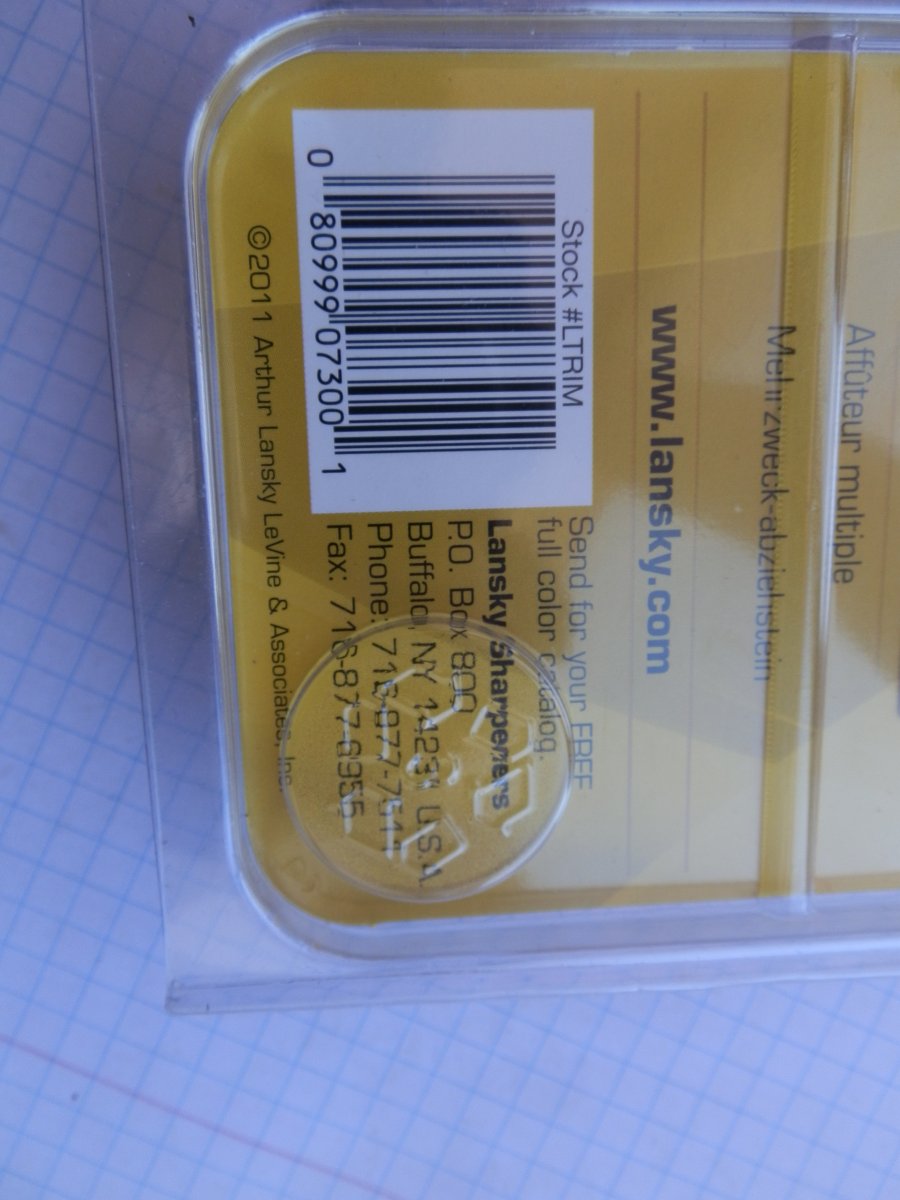 Affûteur multiple
Mehrzweck-abziehstein
www.lansky.com
Stock #LTRIM
0 80999 07300 1
Send for your FREE
full color catalog.
Lansky Sharpeners
P.O. Box 800
Buffalo, NY 14231 U.S.A.
Phone: 716-877-7511
Fax: 716-877-6955
©2011 Arthur Lansky LeVine & Associates, Inc.